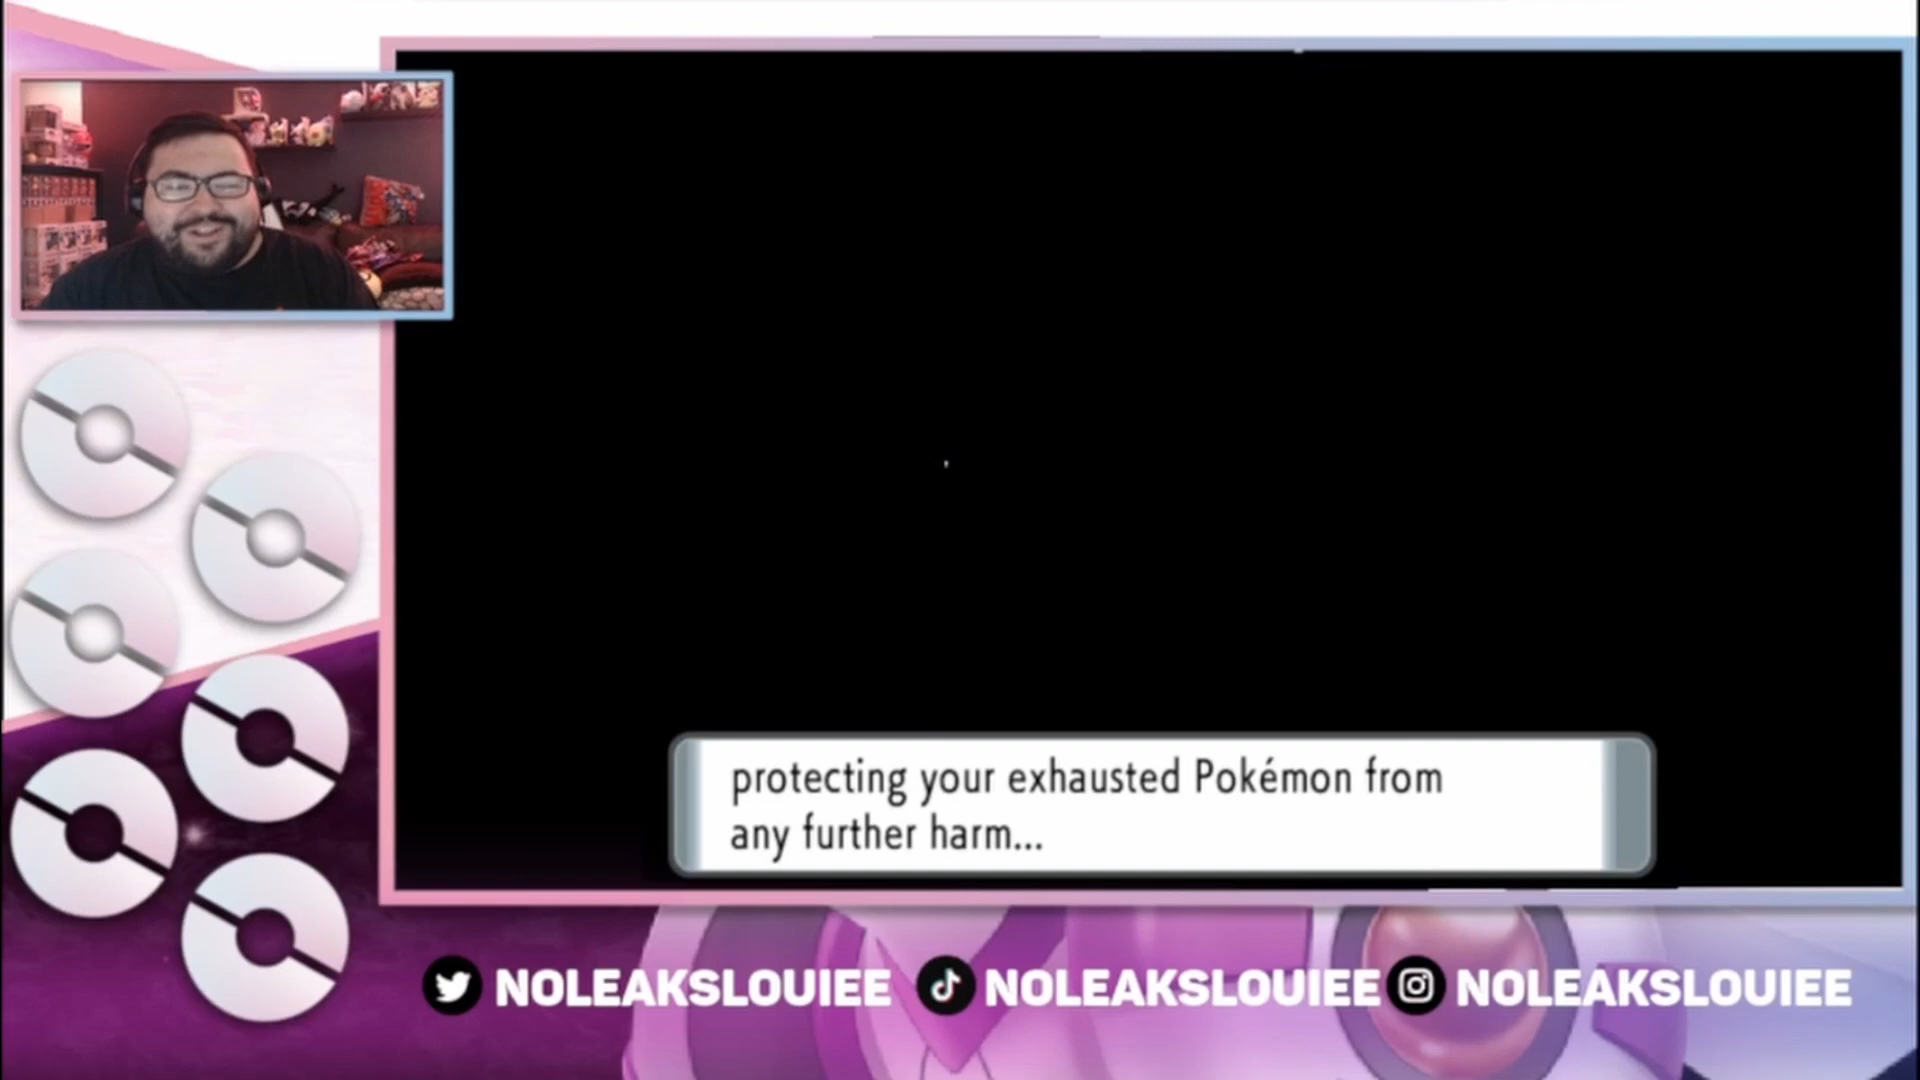 protecting your exhausted Pokémon from
any further harm...
NOLEAKSLOUIEE NOLEAKSLOUIEE NOLEAKSLOUIEE